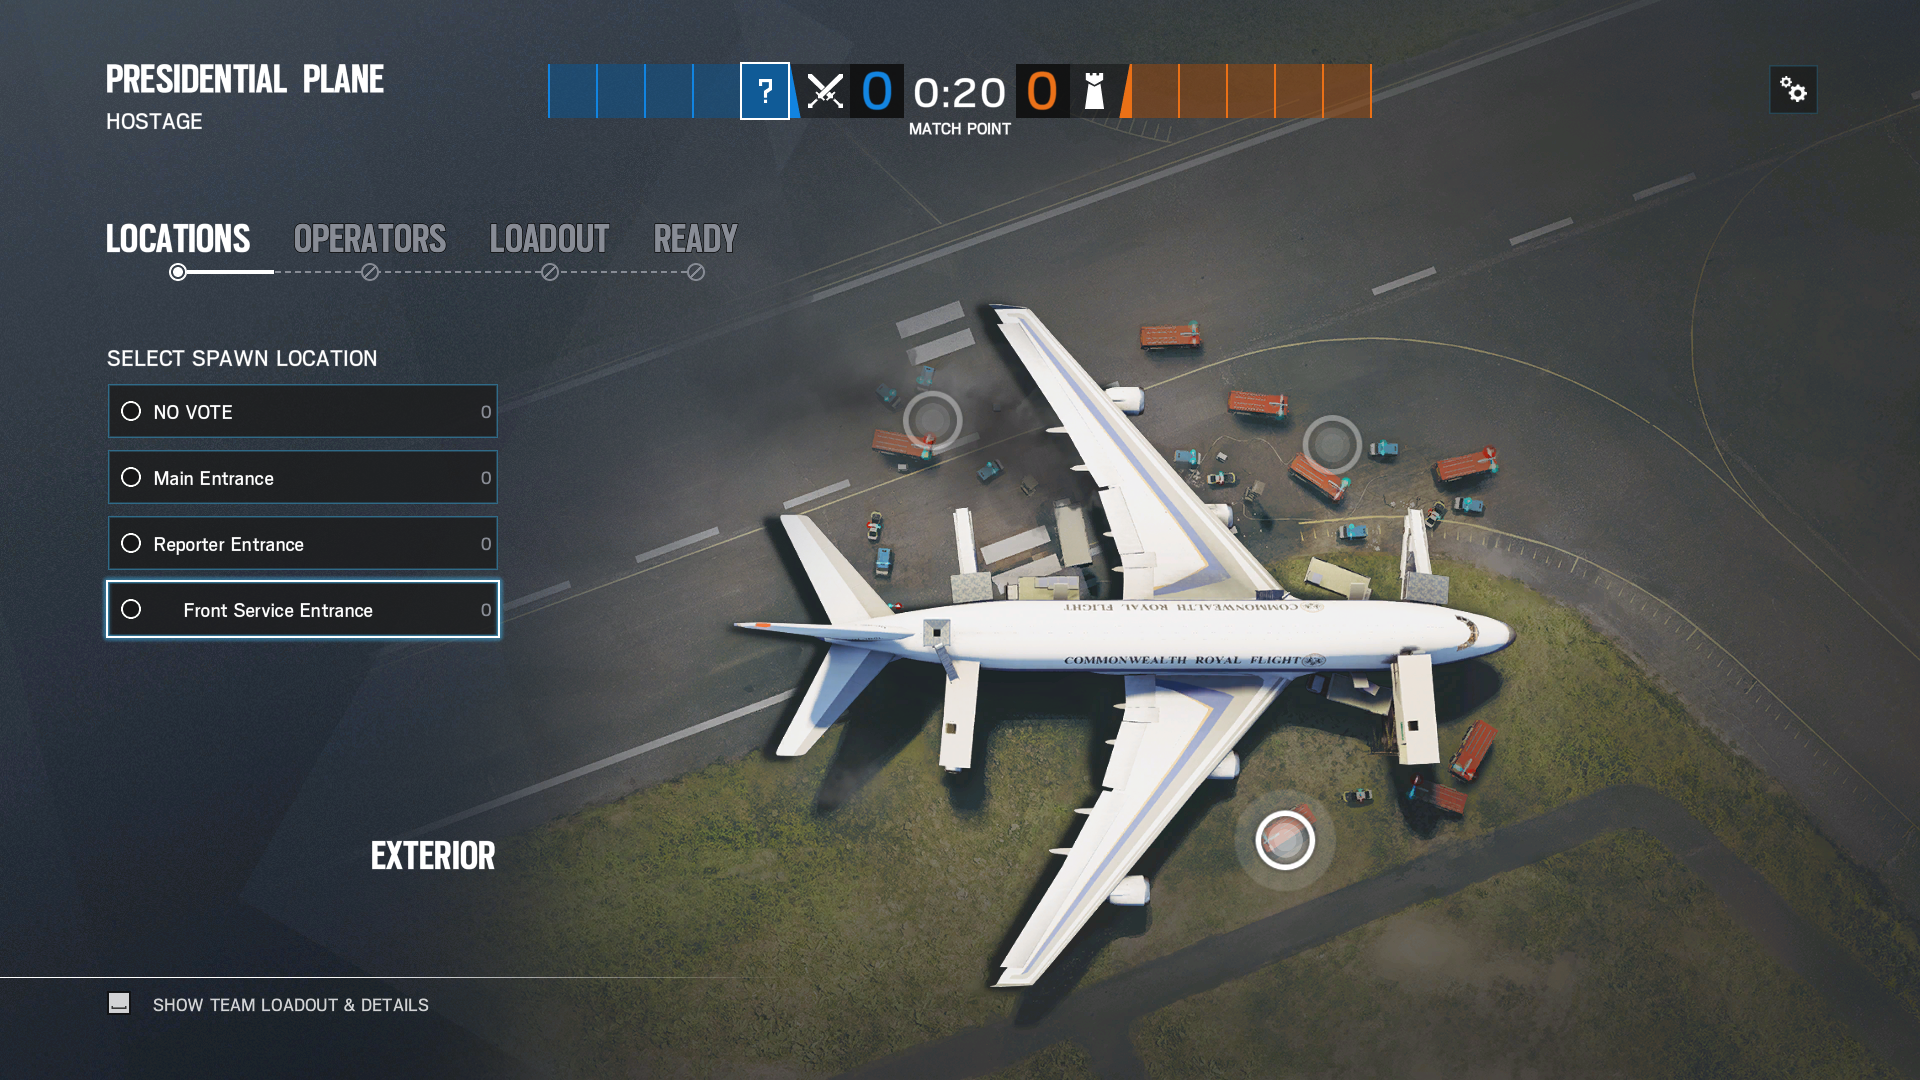 PRESIDENTIAL PLANE
HOSTAGE
?
0
0:20
0
MATCH POINT
LOCATIONS
OPERATORS
LOADOUT
READY
SELECT SPAWN LOCATION
NO VOTE 0
Main Entrance 0
Reporter Entrance 0
Front Service Entrance 0
COMMONWEALTH ROYAL FLIGHT
COMMONWEALTH ROYAL FLIGHT
EXTERIOR
SHOW TEAM LOADOUT & DETAILS